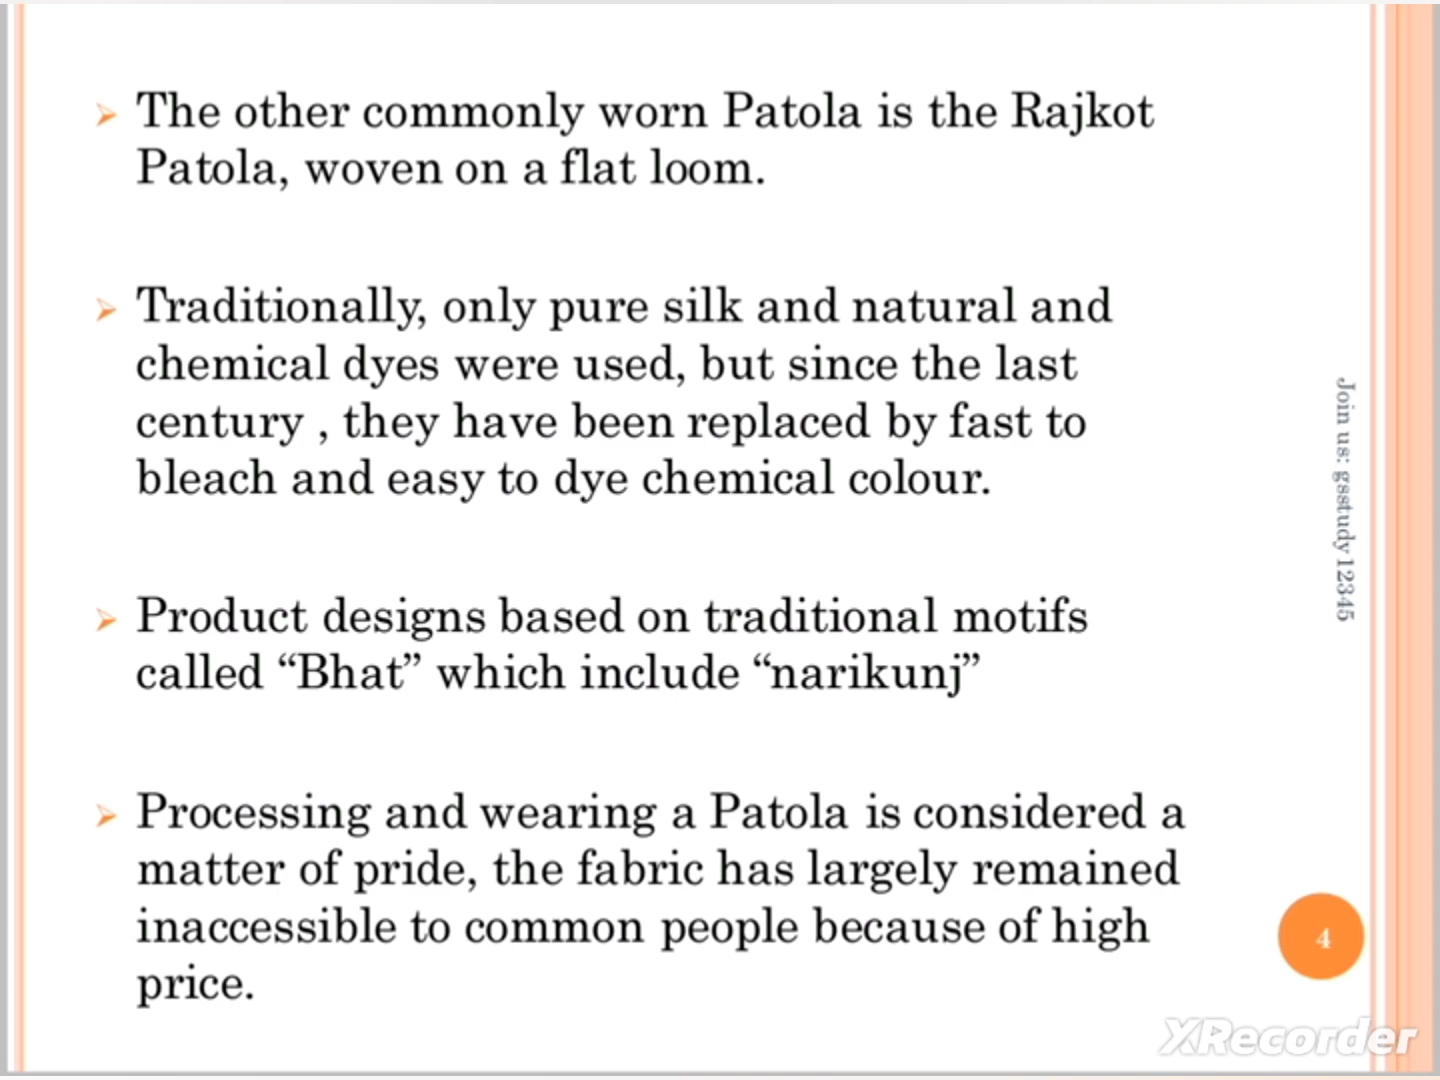 The other commonly worn Patola is the Rajkot
Patola, woven on a flat loom.
Traditionally, only pure silk and natural and
chemical dyes were used, but since the last
century , they have been replaced by fast to
bleach and easy to dye chemical colour.
Product designs based on traditional motifs
called “Bhat” which include “narikunj”
Processing and wearing a Patola is considered a
matter of pride, the fabric has largely remained
inaccessible to common people because of high
price.
Join us: gsstudy12345
4
XRecorder